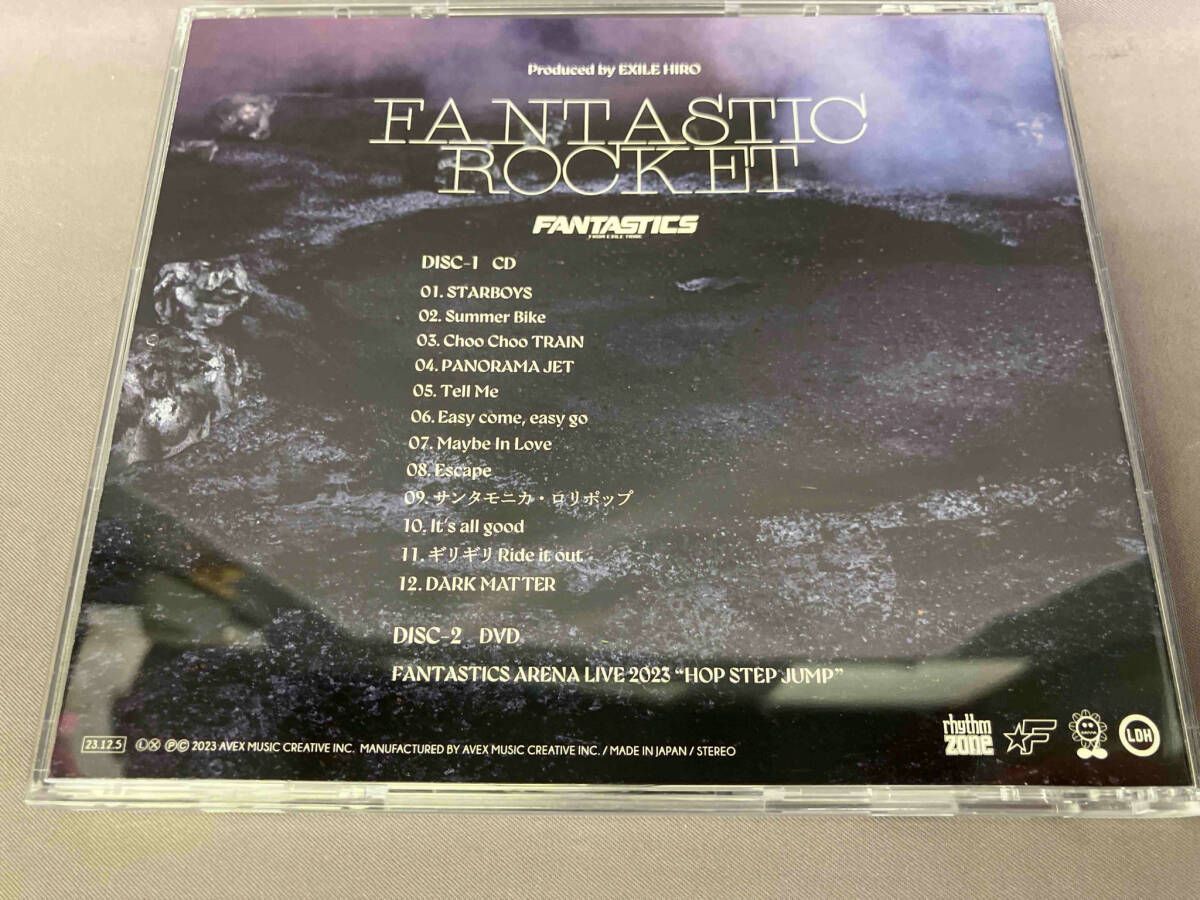 Produced by EXILE HIRO
FANTASTIC
ROCKET
FANTASTICS
FROM EXILE TRIBE
DISC-1 CD
01. STARBOYS
02. Summer Bike
03. Choo Choo TRAIN
04. PANORAMA JET
05. Tell Me
06. Easy come, easy go
07. Maybe In Love
08. Escape
09. サンタモニカ・ロリポップ
10. It's all good
11. ギリギリ Ride it out
12. DARK MATTER
DISC-2 DVD
FANTASTICS ARENA LIVE 2023 “HOP STEP JUMP”
23.12.5 Ⓛ Ⓧ ℗© 2023 AVEX MUSIC CREATIVE INC. MANUFACTURED BY AVEX MUSIC CREATIVE INC. / MADE IN JAPAN / STEREO
rhythm
zone
F
LDH